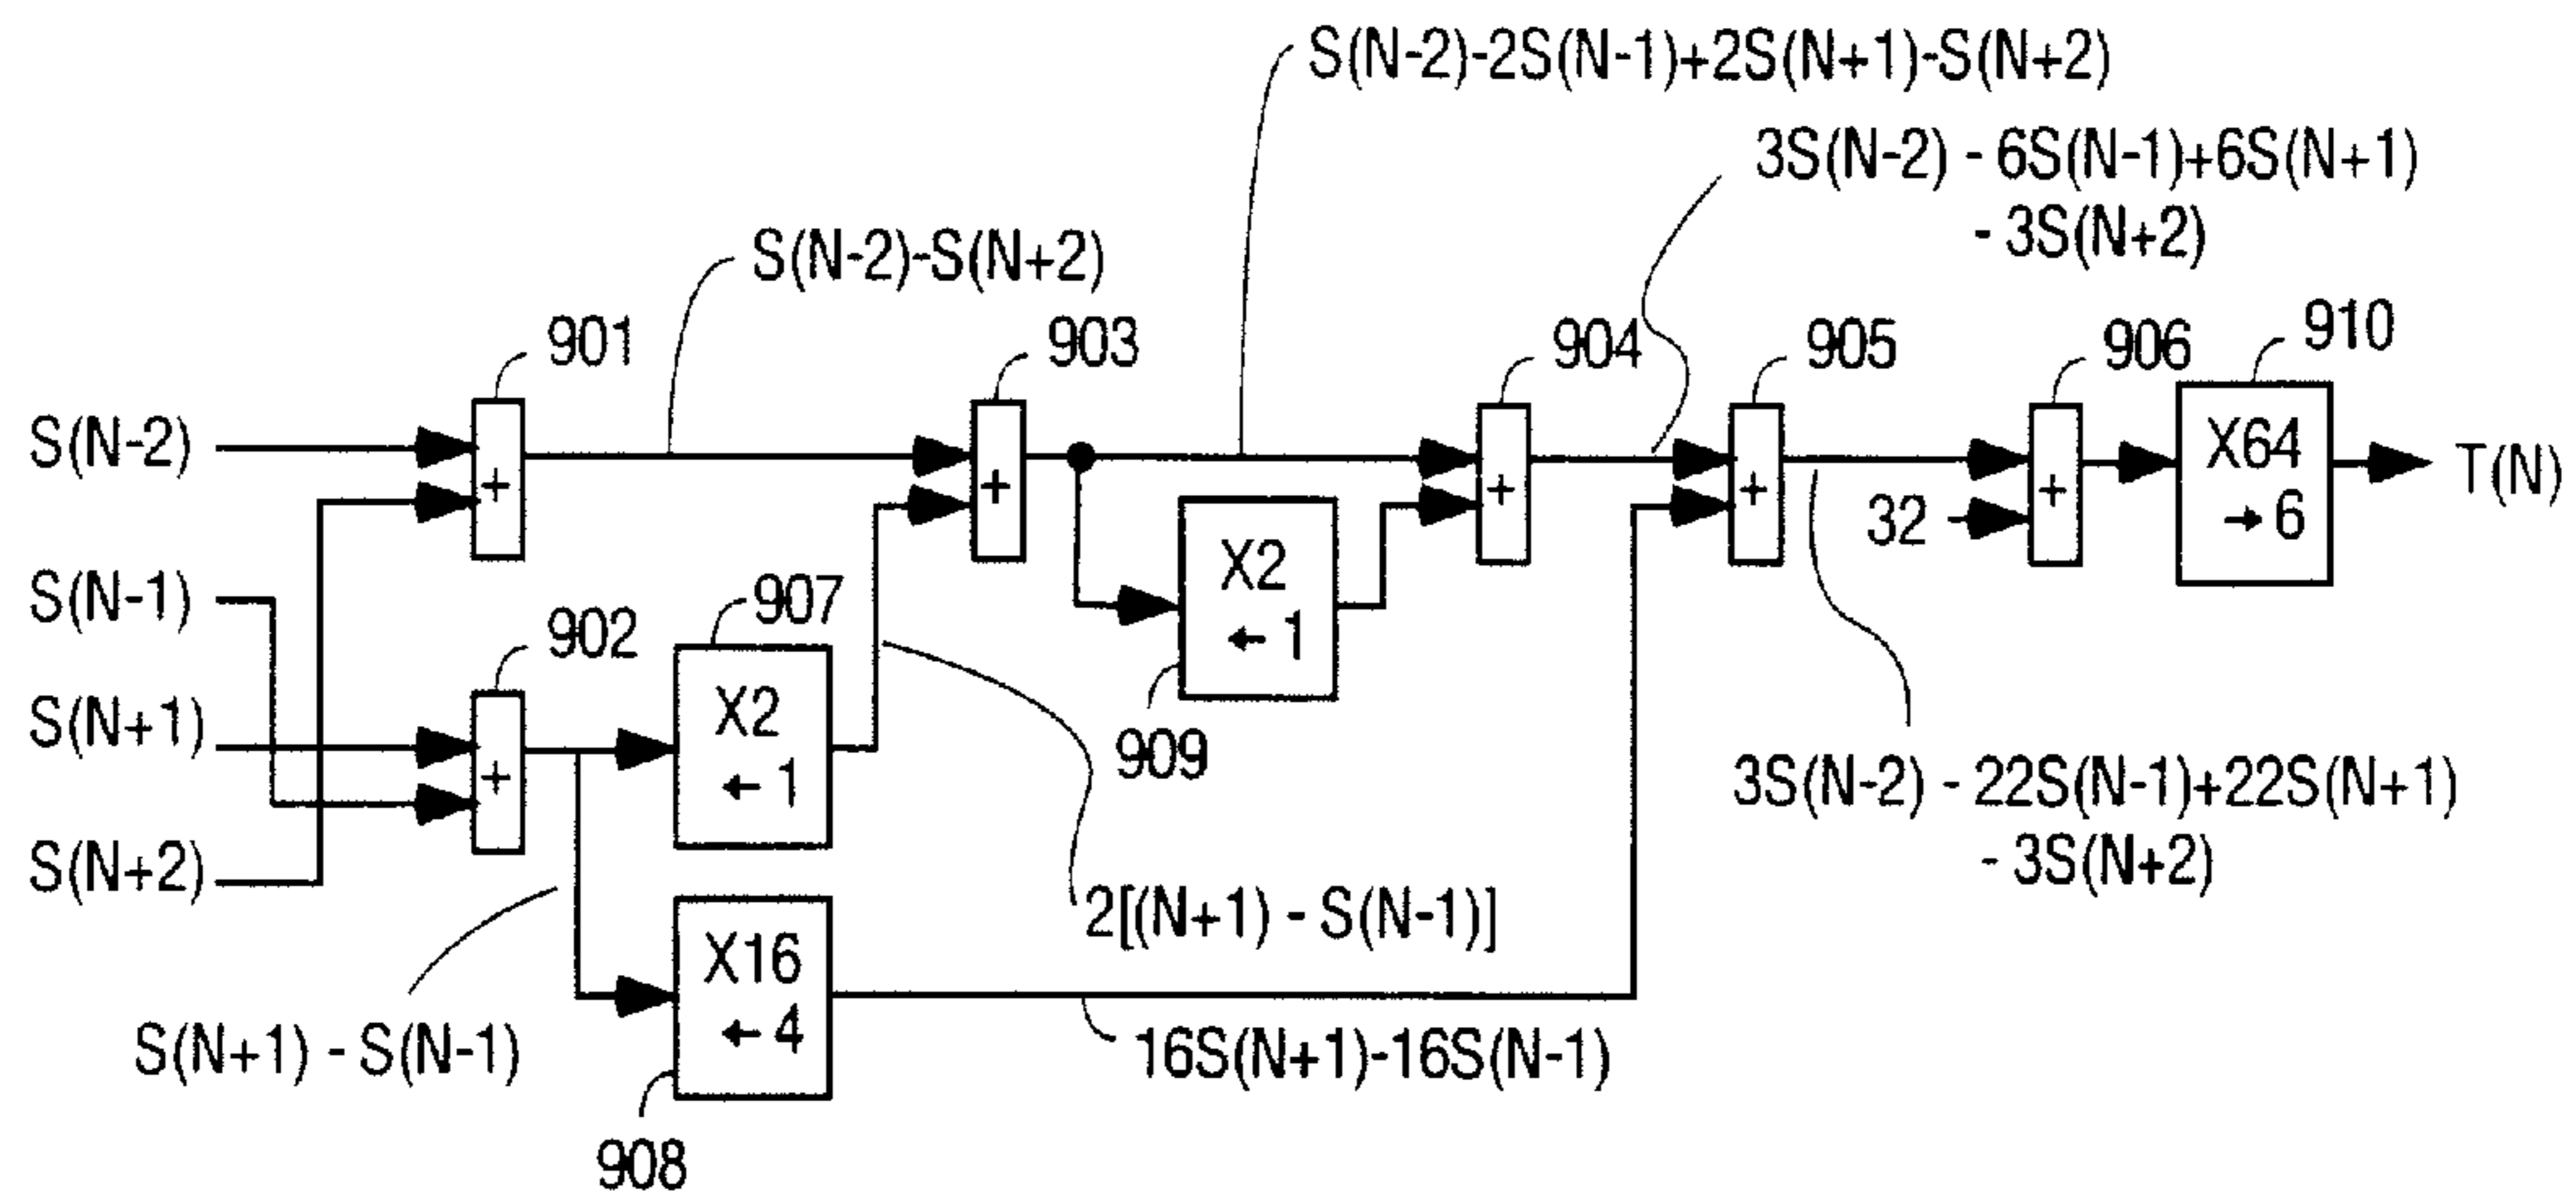 S(N-2)-2S(N-1)+2S(N+1)-S(N+2)
3S(N-2) - 6S(N-1)+6S(N+1)
- 3S(N+2)
S(N-2)-S(N+2)
901
903
904
905
906
910
S(N-2)
+
+
+
+
+
32
X64
→ 6
T(N)
X2
← 1
909
S(N-1)
902
907
S(N+1)
+
X2
← 1
S(N+2)
3S(N-2) - 22S(N-1)+22S(N+1)
- 3S(N+2)
2[(N+1) - S(N-1)]
X16
← 4
908
S(N+1) - S(N-1)
16S(N+1)-16S(N-1)